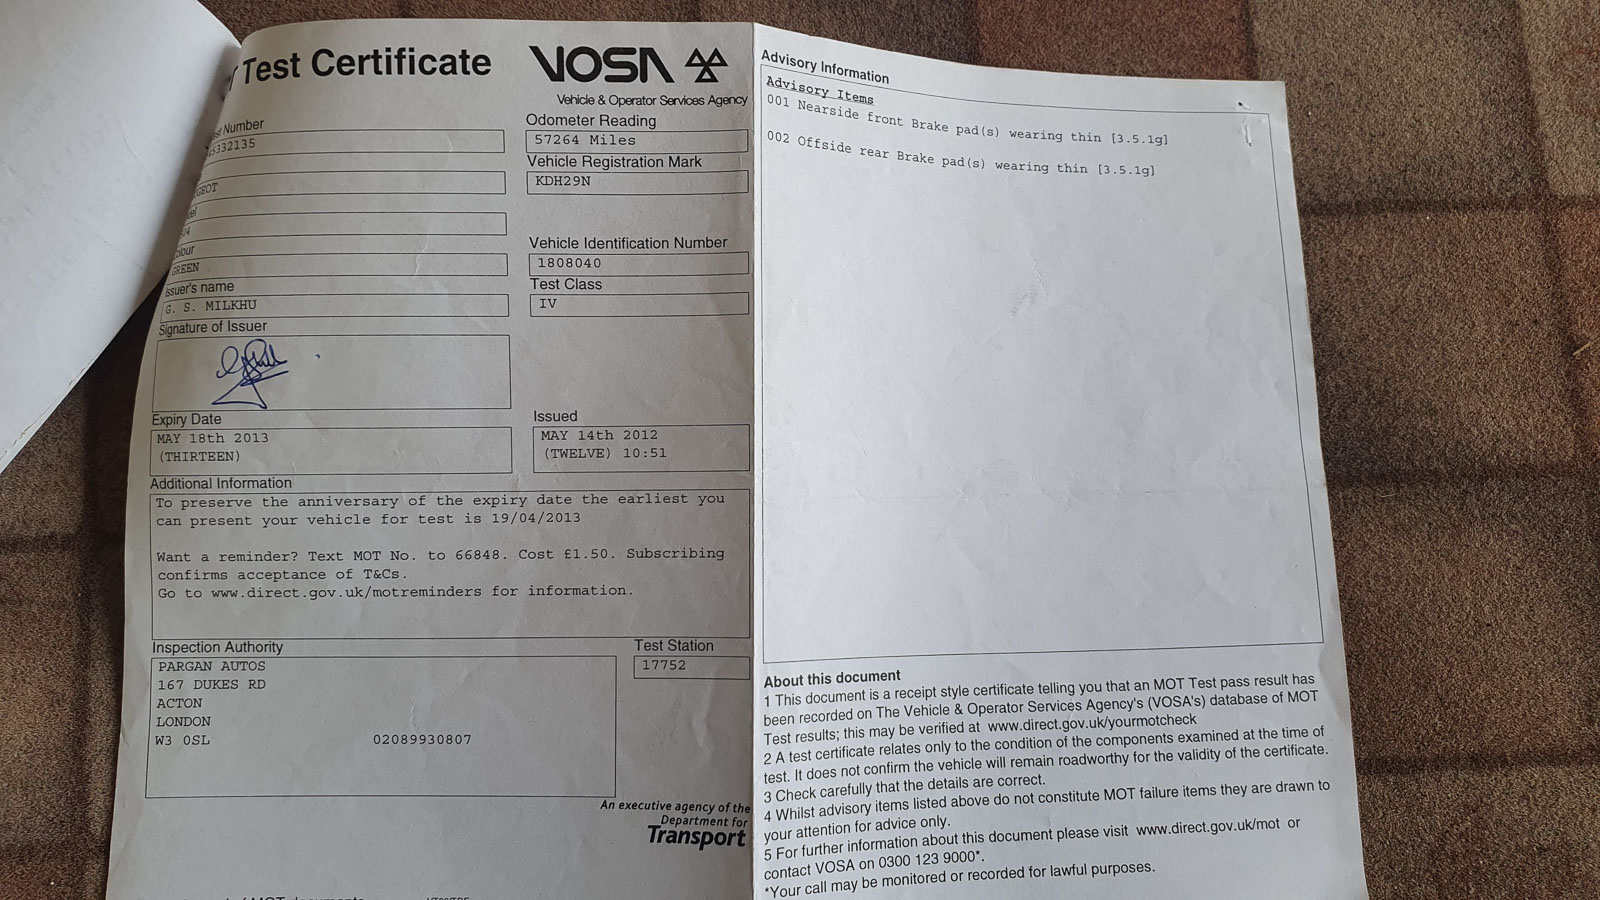 Test Certificate
VOSA
Vehicle & Operator Services Agency
Number
5332135
Odometer Reading
57264 Miles
Vehicle Registration Mark
KDH29N
GEOT
Colour
GREEN
Vehicle Identification Number
1808040
Issuer's name
G. S. MILKHU
Test Class
IV
Signature of Issuer
Expiry Date
MAY 18th 2013
(THIRTEEN)
Issued
MAY 14th 2012
(TWELVE) 10:51
Additional Information
To preserve the anniversary of the expiry date the earliest you
can present your vehicle for test is 19/04/2013
Want a reminder? Text MOT No. to 66848. Cost £1.50. Subscribing
confirms acceptance of T&Cs.
Go to www.direct.gov.uk/motreminders for information.
Inspection Authority
PARGAN AUTOS
167 DUKES RD
ACTON
LONDON
W3 0SL 02089930807
Test Station
17752
An executive agency of the
Department for
Transport
Advisory Information
Advisory Items
001 Nearside front Brake pad(s) wearing thin [3.5.1g]
002 Offside rear Brake pad(s) wearing thin [3.5.1g]
About this document
1 This document is a receipt style certificate telling you that an MOT Test pass result has
been recorded on The Vehicle & Operator Services Agency's (VOSA's) database of MOT
Test results; this may be verified at www.direct.gov.uk/yourmotcheck
2 A test certificate relates only to the condition of the components examined at the time of
test. It does not confirm the vehicle will remain roadworthy for the validity of the certificate.
3 Check carefully that the details are correct.
4 Whilst advisory items listed above do not constitute MOT failure items they are drawn to
your attention for advice only.
5 For further information about this document please visit www.direct.gov.uk/mot or
contact VOSA on 0300 123 9000*.
*Your call may be monitored or recorded for lawful purposes.